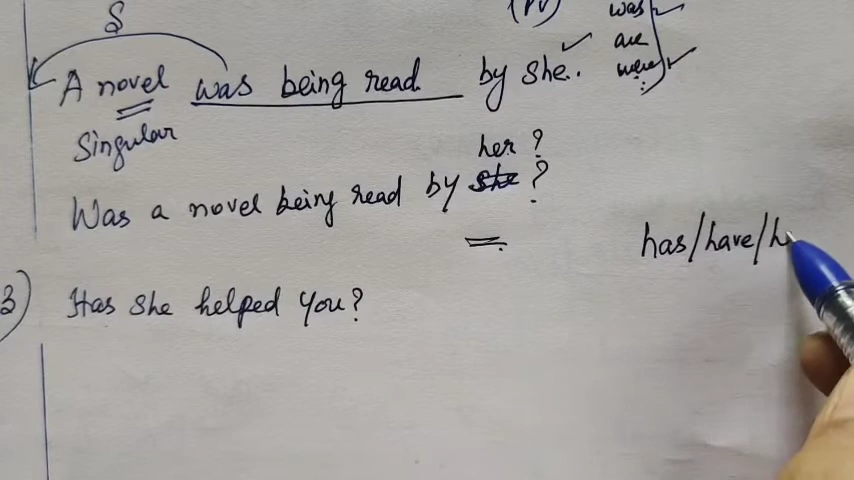 S
was
are
were
A novel was being read by she.
Singular
her ?
Was a novel being read by she ?
has/have/h
3) Has she helped you?